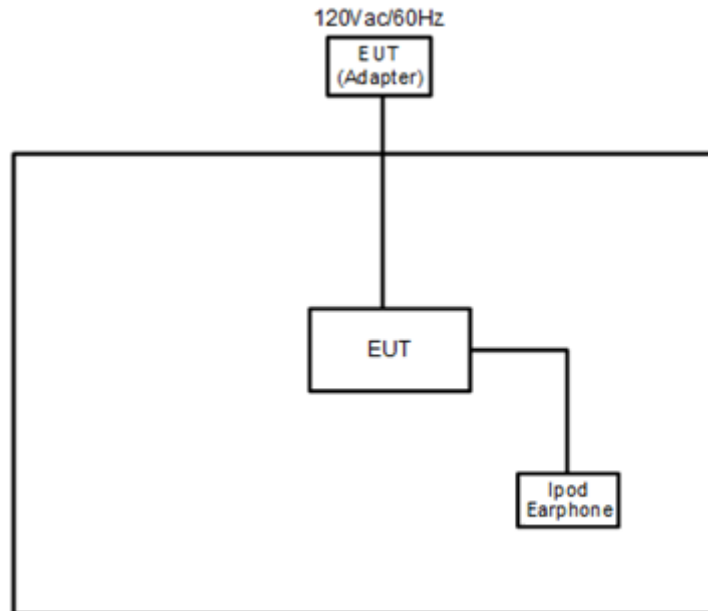 120Vac/60Hz
EUT
(Adapter)
EUT
Ipod
Earphone